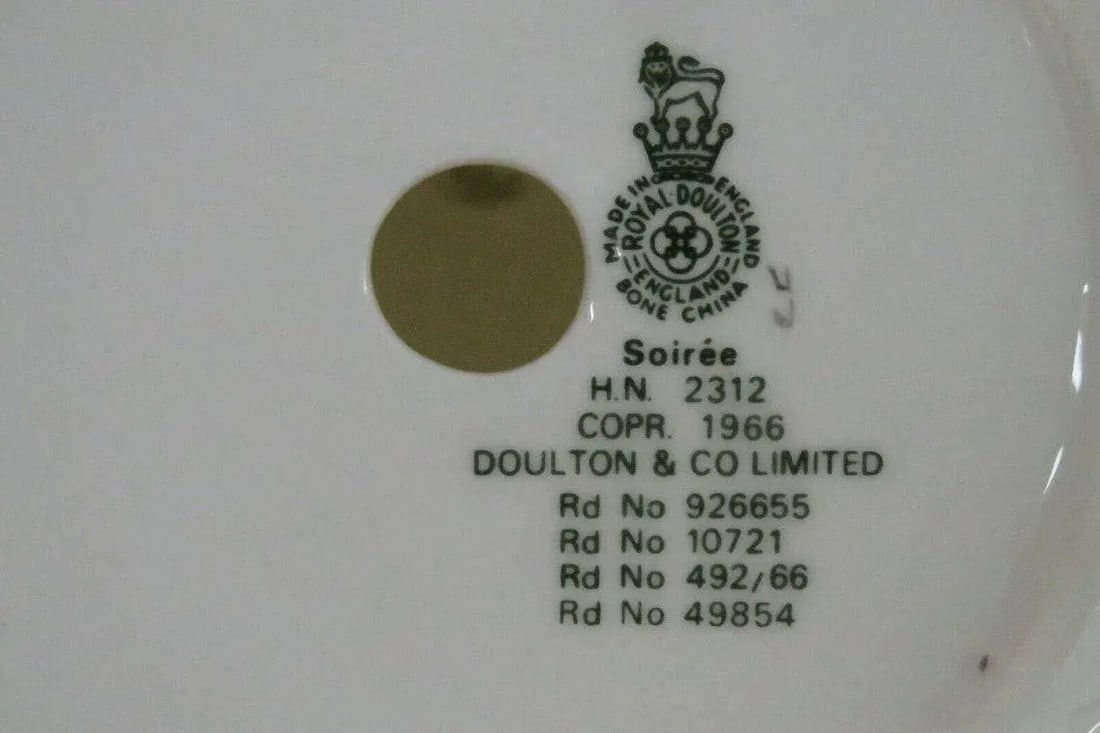 MADE IN ENGLAND
ROYAL·DOULTON
ENGLAND
BONE CHINA
Soirée
H.N. 2312
COPR. 1966
DOULTON & CO LIMITED
Rd No 926655
Rd No 10721
Rd No 492/66
Rd No 49854